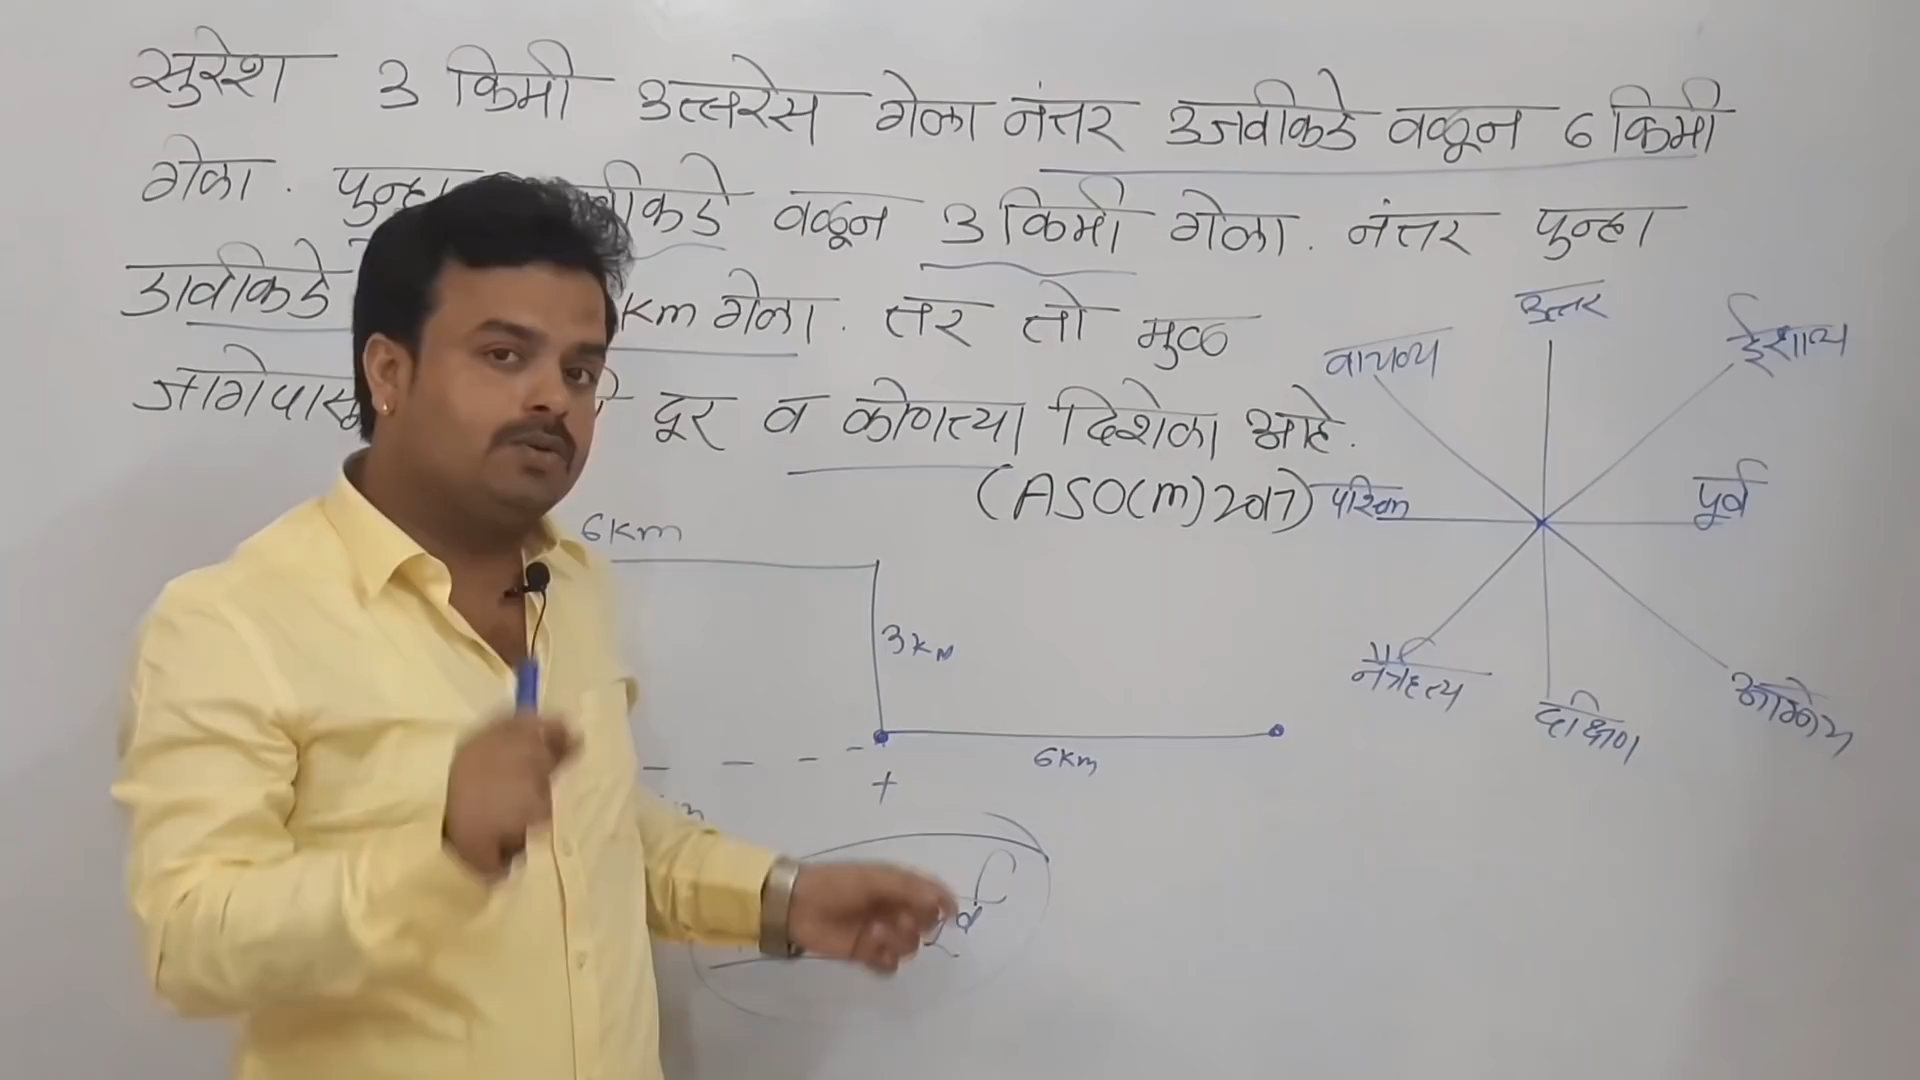 सुरेश 3 किमी उत्तरेस गेला नंतर उजवीकडे वळून 6 किमी
गेला. पुन्हा वळून 3 किमी गेला. नंतर पुन्हा
डावीकडे km गेला. तर तो मुळ
दूर व कोणत्या दिशेला आहे.
(ASO(m)2017)
उत्तर
वायव्य
ईशान्य
पश्चिम
पूर्व
नैऋत्य
दक्षिण
आग्नेय
6Km
3Km
6Km
+